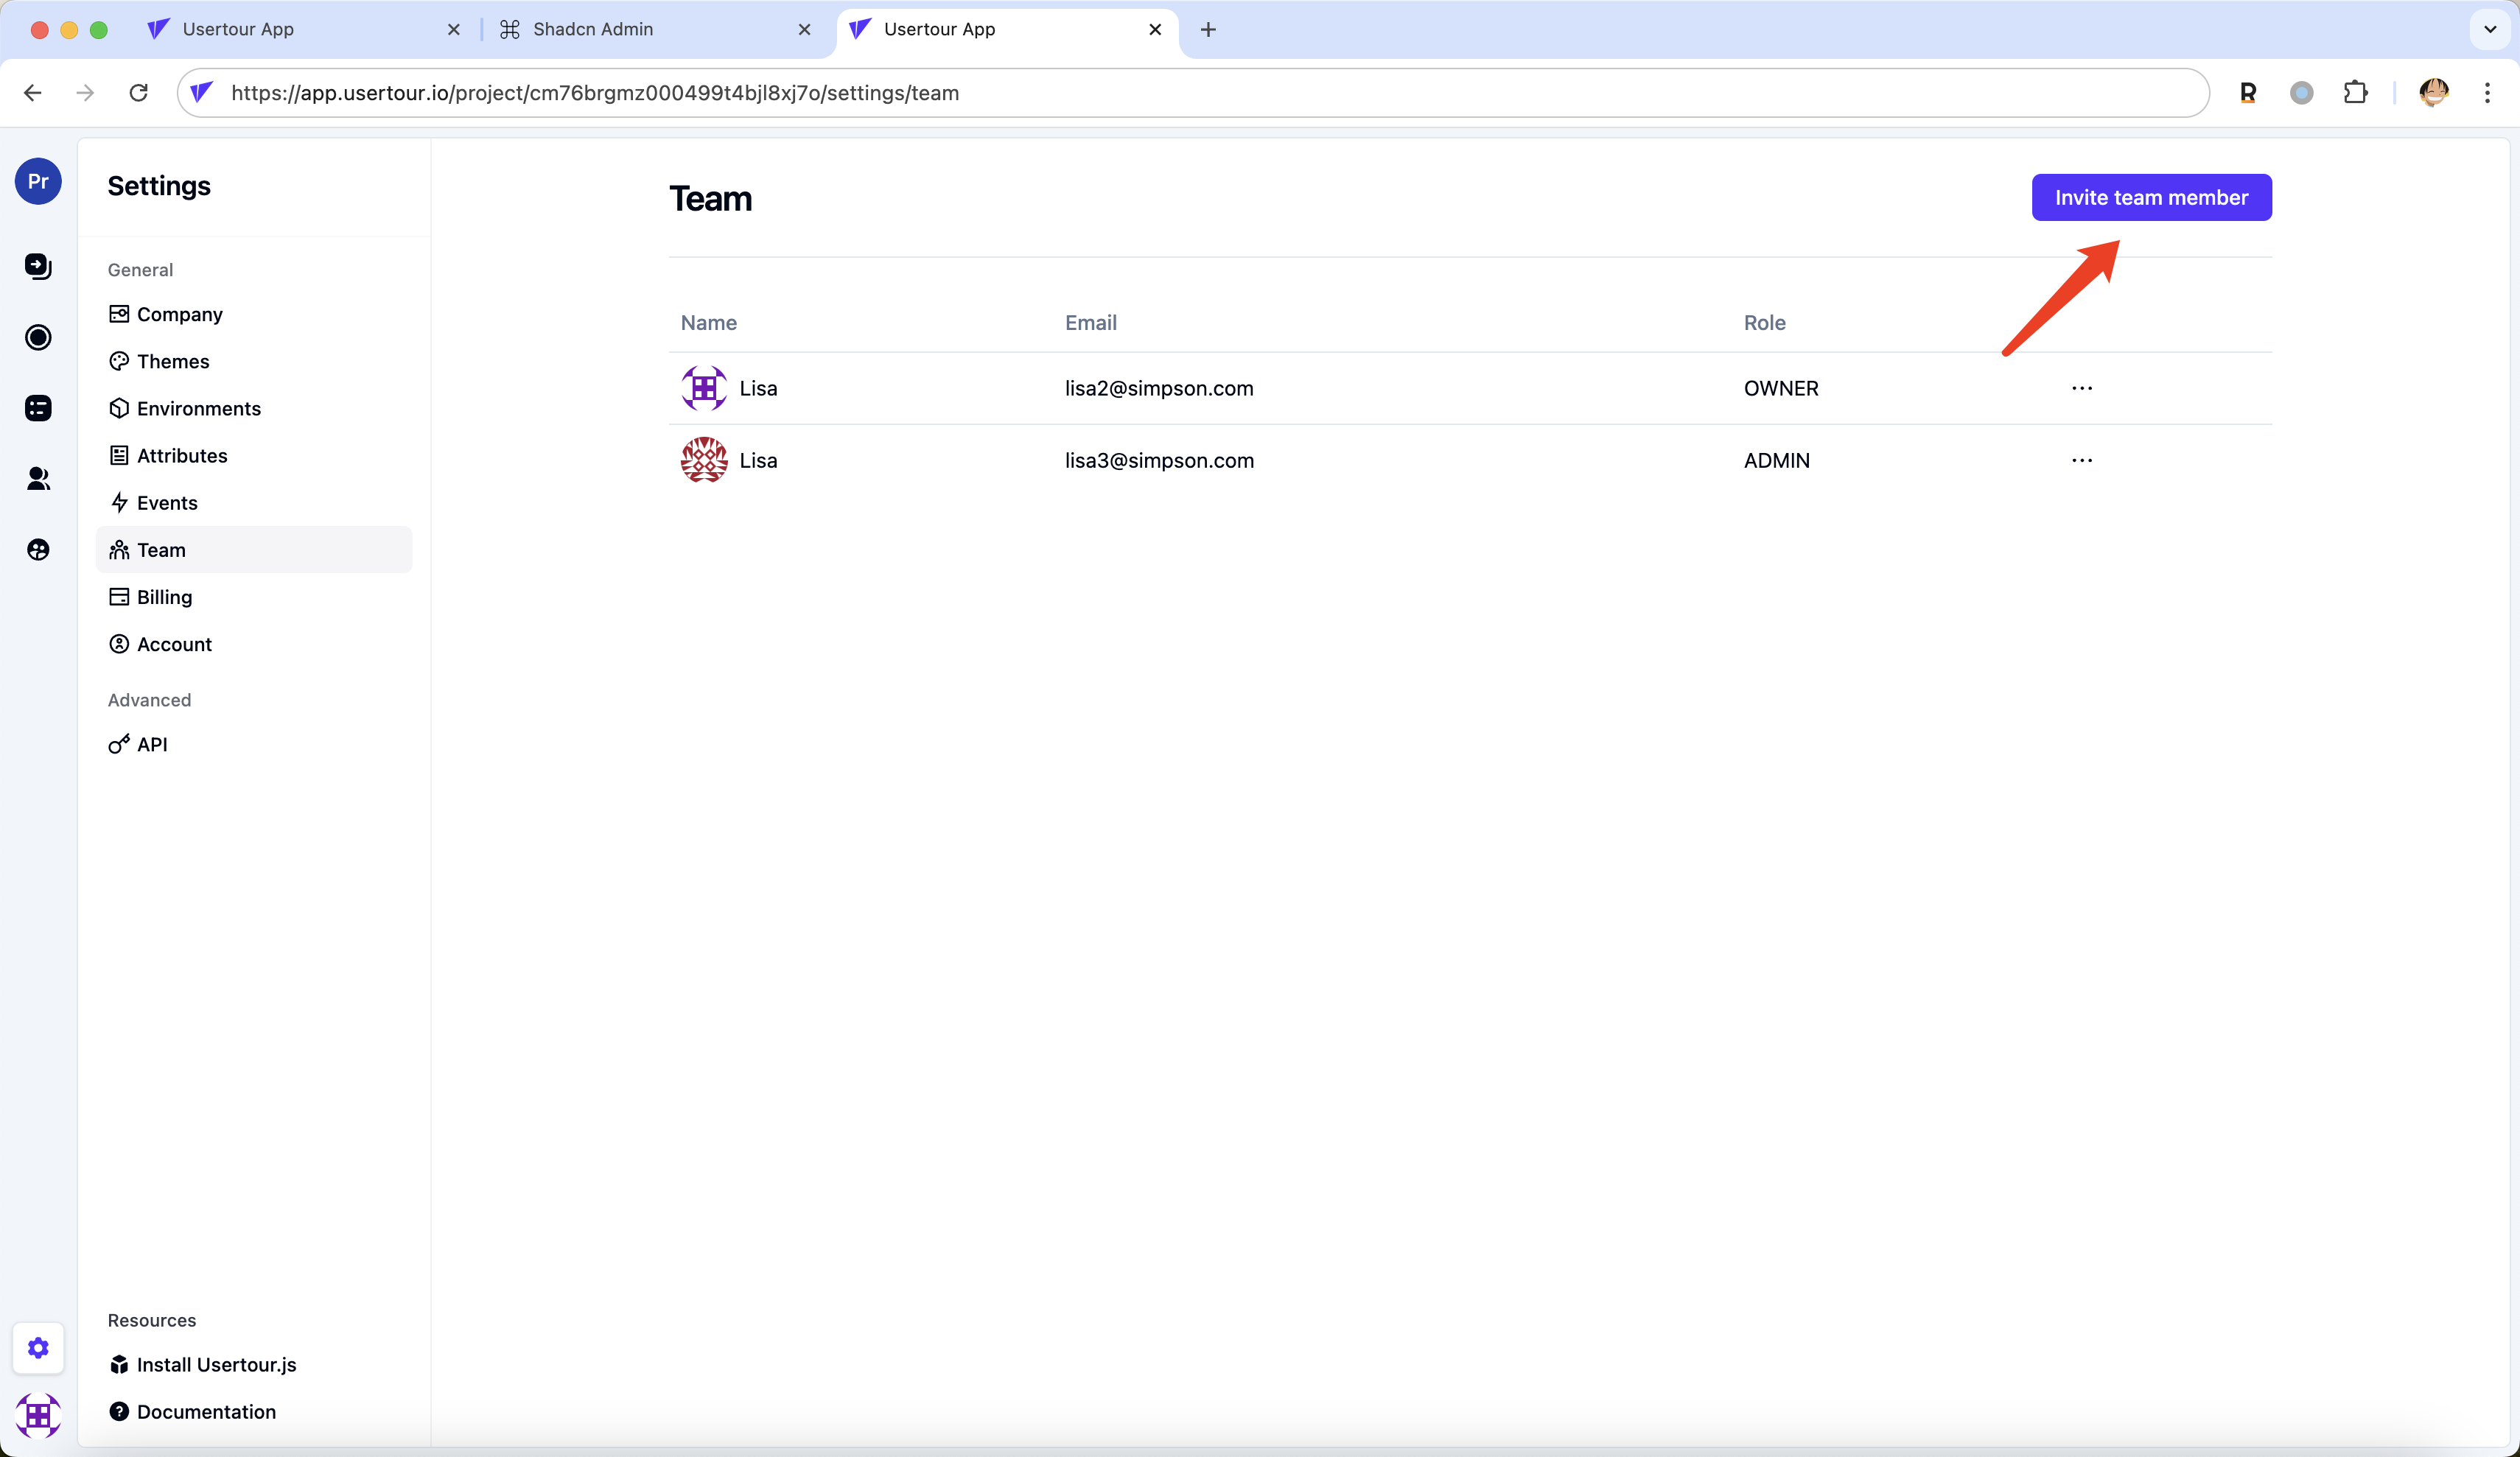 Usertour App
Shadcn Admin
Usertour App
https://app.usertour.io/project/cm76brgmz000499t4bjl8xj7o/settings/team
R
Pr
Settings
General
Company
Themes
Environments
Attributes
Events
Team
Billing
Account
Advanced
API
Resources
Install Usertour.js
Documentation
Team
Invite team member
Name Email Role
Lisa lisa2@simpson.com OWNER ...
Lisa lisa3@simpson.com ADMIN ...